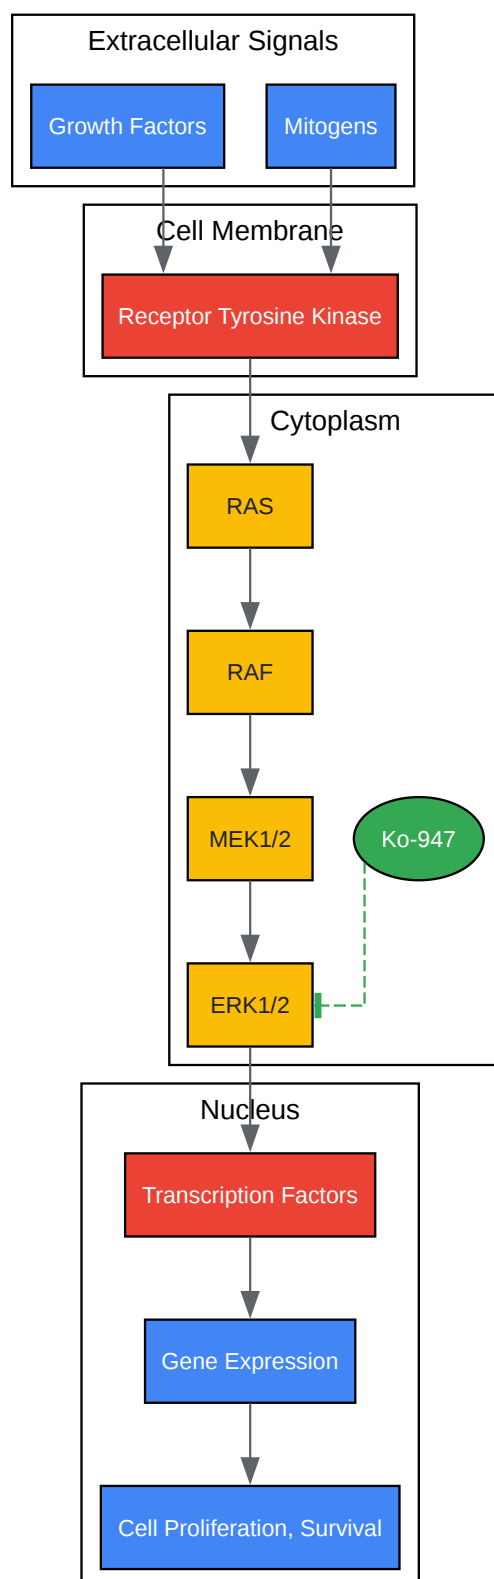 Extracellular Signals
Growth Factors
Mitogens
Cell Membrane
Receptor Tyrosine Kinase
Cytoplasm
RAS
RAF
MEK1/2
Ko-947
ERK1/2
Nucleus
Transcription Factors
Gene Expression
Cell Proliferation, Survival